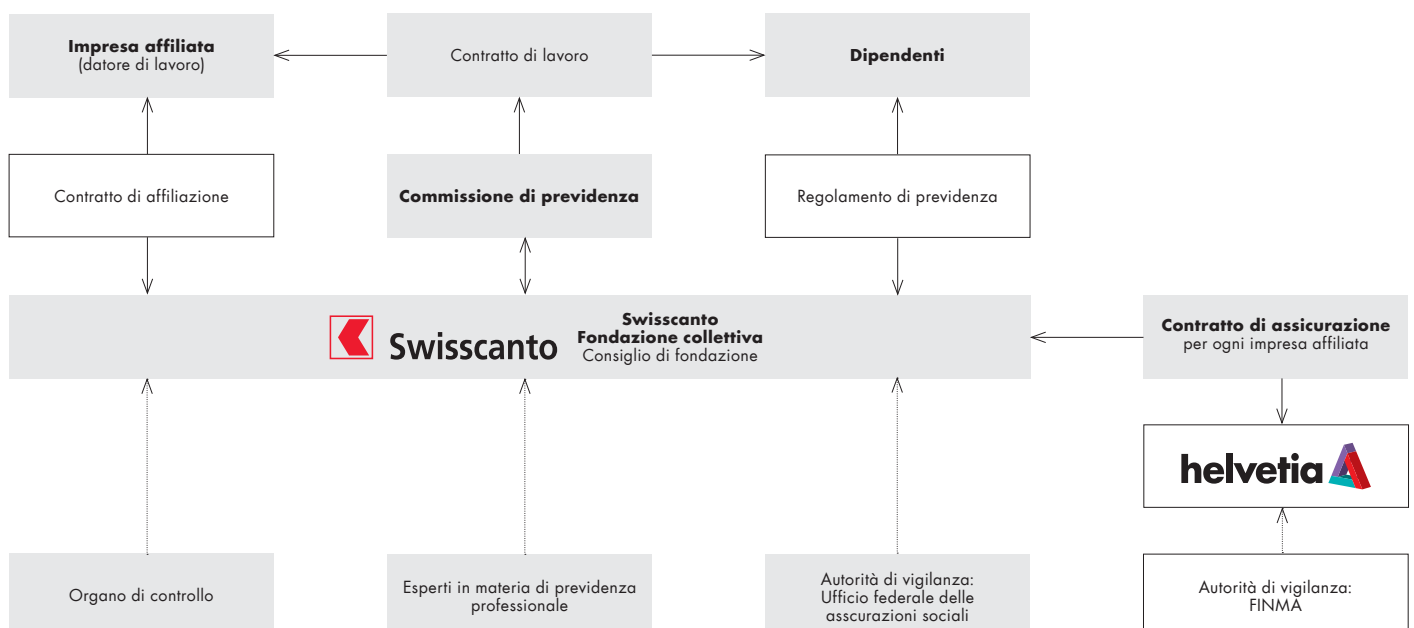 Impresa affiliata
(datore di lavoro)
Contratto di lavoro
Dipendenti
Contratto di affiliazione
Commissione di previdenza
Regolamento di previdenza
Swisscanto
Swisscanto
Fondazione collettiva
Consiglio di fondazione
Contratto di assicurazione
per ogni impresa affiliata
helvetia
Organo di controllo
Esperti in materia di previdenza
professionale
Autorità di vigilanza:
Ufficio federale delle
asscurazioni sociali
Autorità di vigilanza:
FINMA